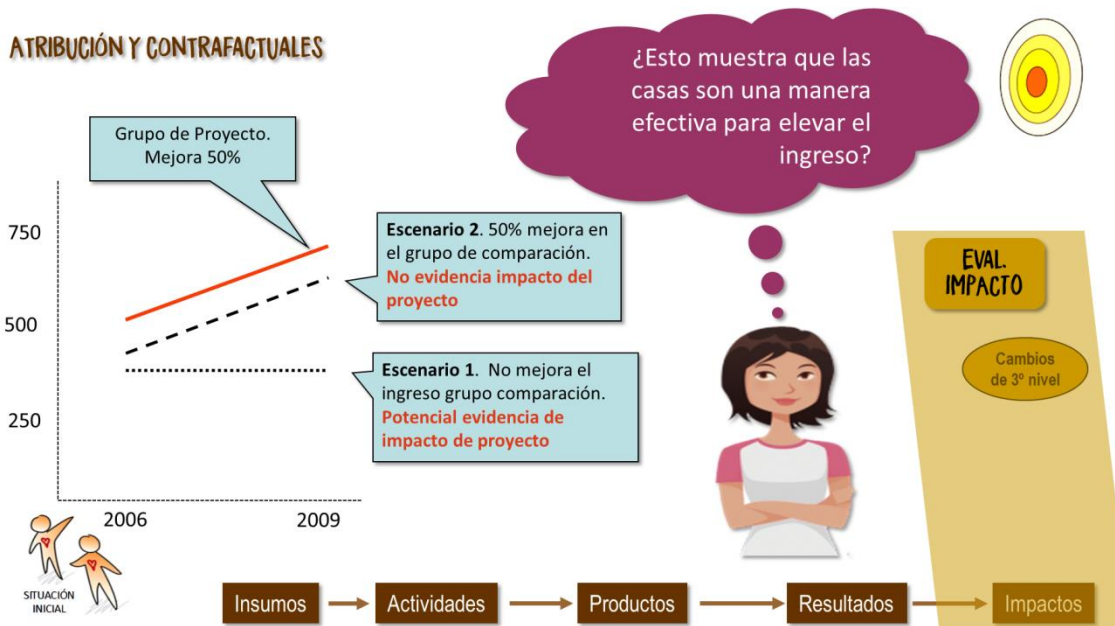 ATRIBUCIÓN Y CONTRAFACTUALES
¿Esto muestra que las
casas son una manera
efectiva para elevar el
ingreso?
Grupo de Proyecto.
Mejora 50%
750
500
250
2006
2009
Escenario 2. 50% mejora en
el grupo de comparación.
No evidencia impacto del
proyecto
Escenario 1. No mejora el
ingreso grupo comparación.
Potencial evidencia de
impacto de proyecto
EVAL.
IMPACTO
Cambios
de 3º nivel
SITUACIÓN
INICIAL
Insumos
Actividades
Productos
Resultados
Impactos